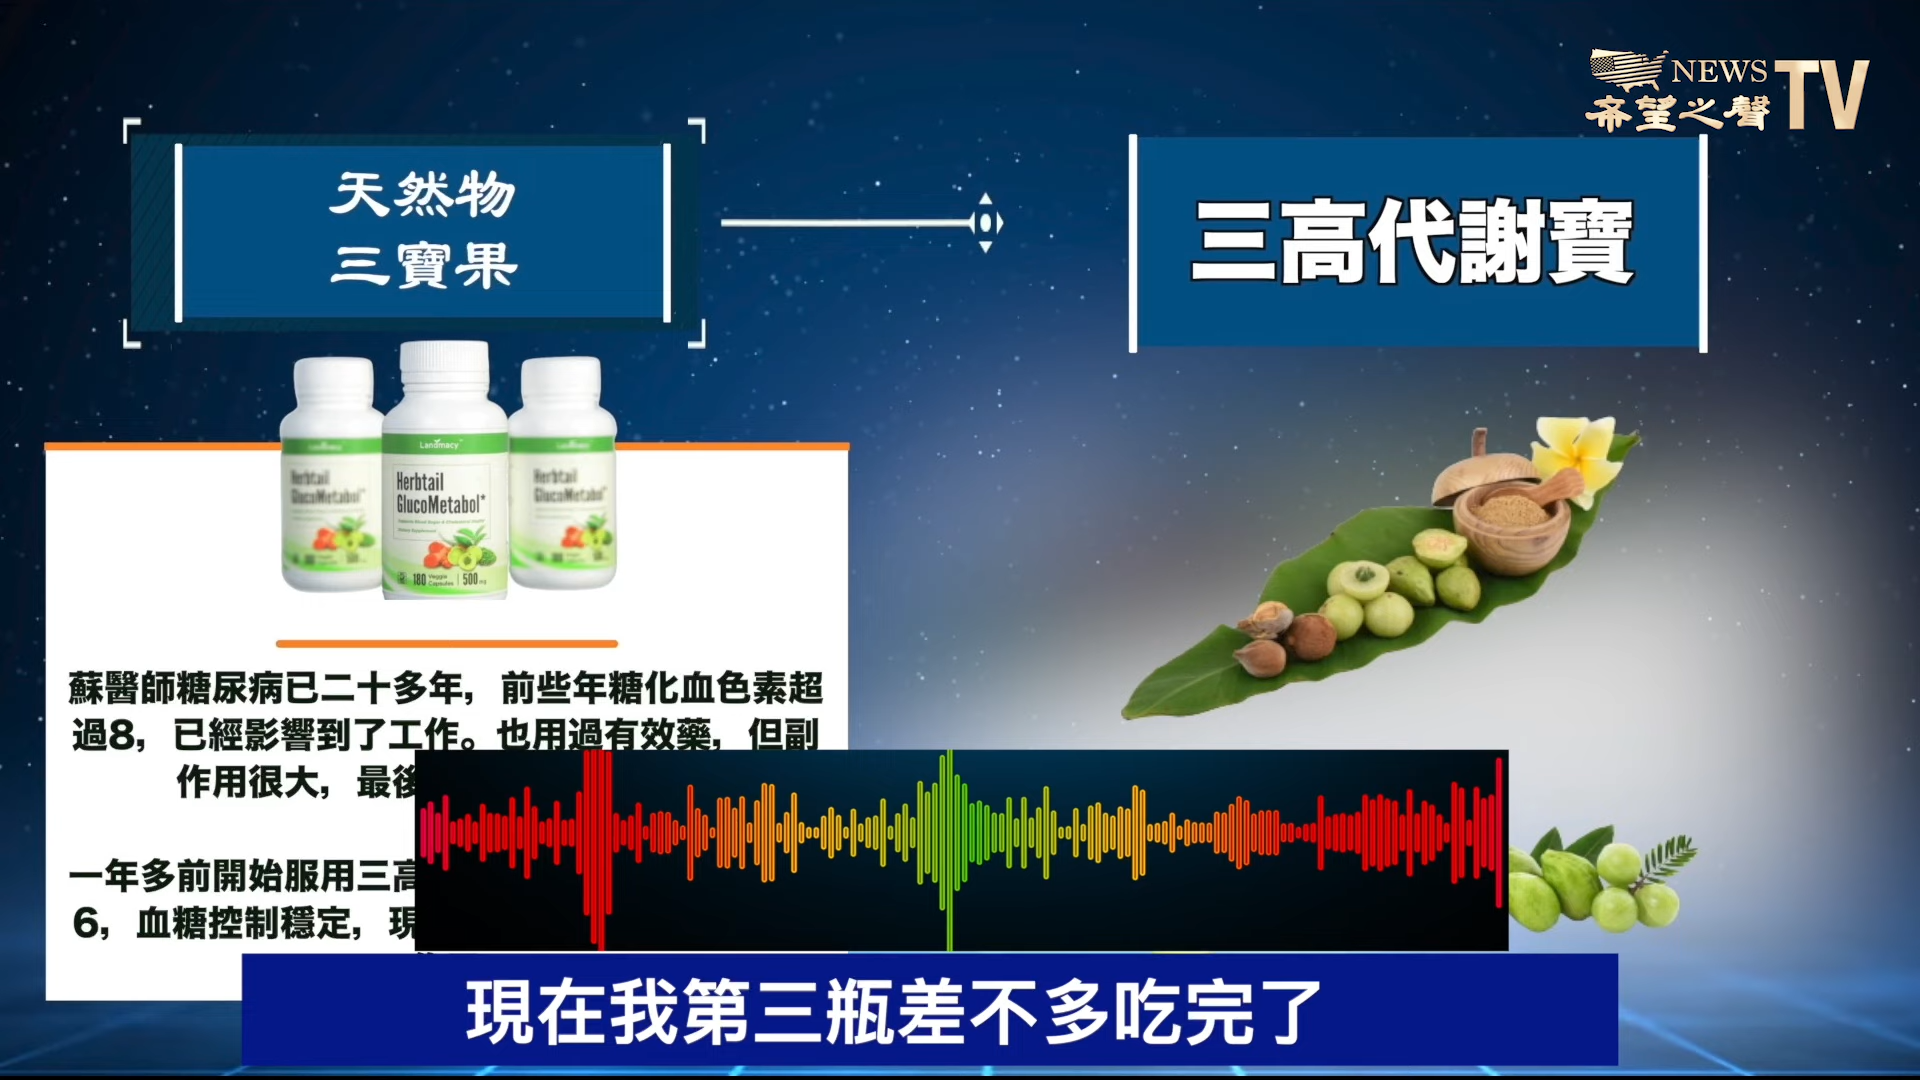 NEWS
希望之聲
TV
天然物
三寶果
三高代謝寶
Landmacy
Herbtail
GlucoMetabol*
Herbtail
GlucoMetabol*
Herbtail
GlucoMetabol*
180 Veggie Capsules 500 mg
蘇醫師糖尿病已二十多年，前些年糖化血色素超
過8，已經影響到了工作。也用過有效藥，但副
作用很大，最後
一年多前開始服用三高
6，血糖控制穩定，現
現在我第三瓶差不多吃完了